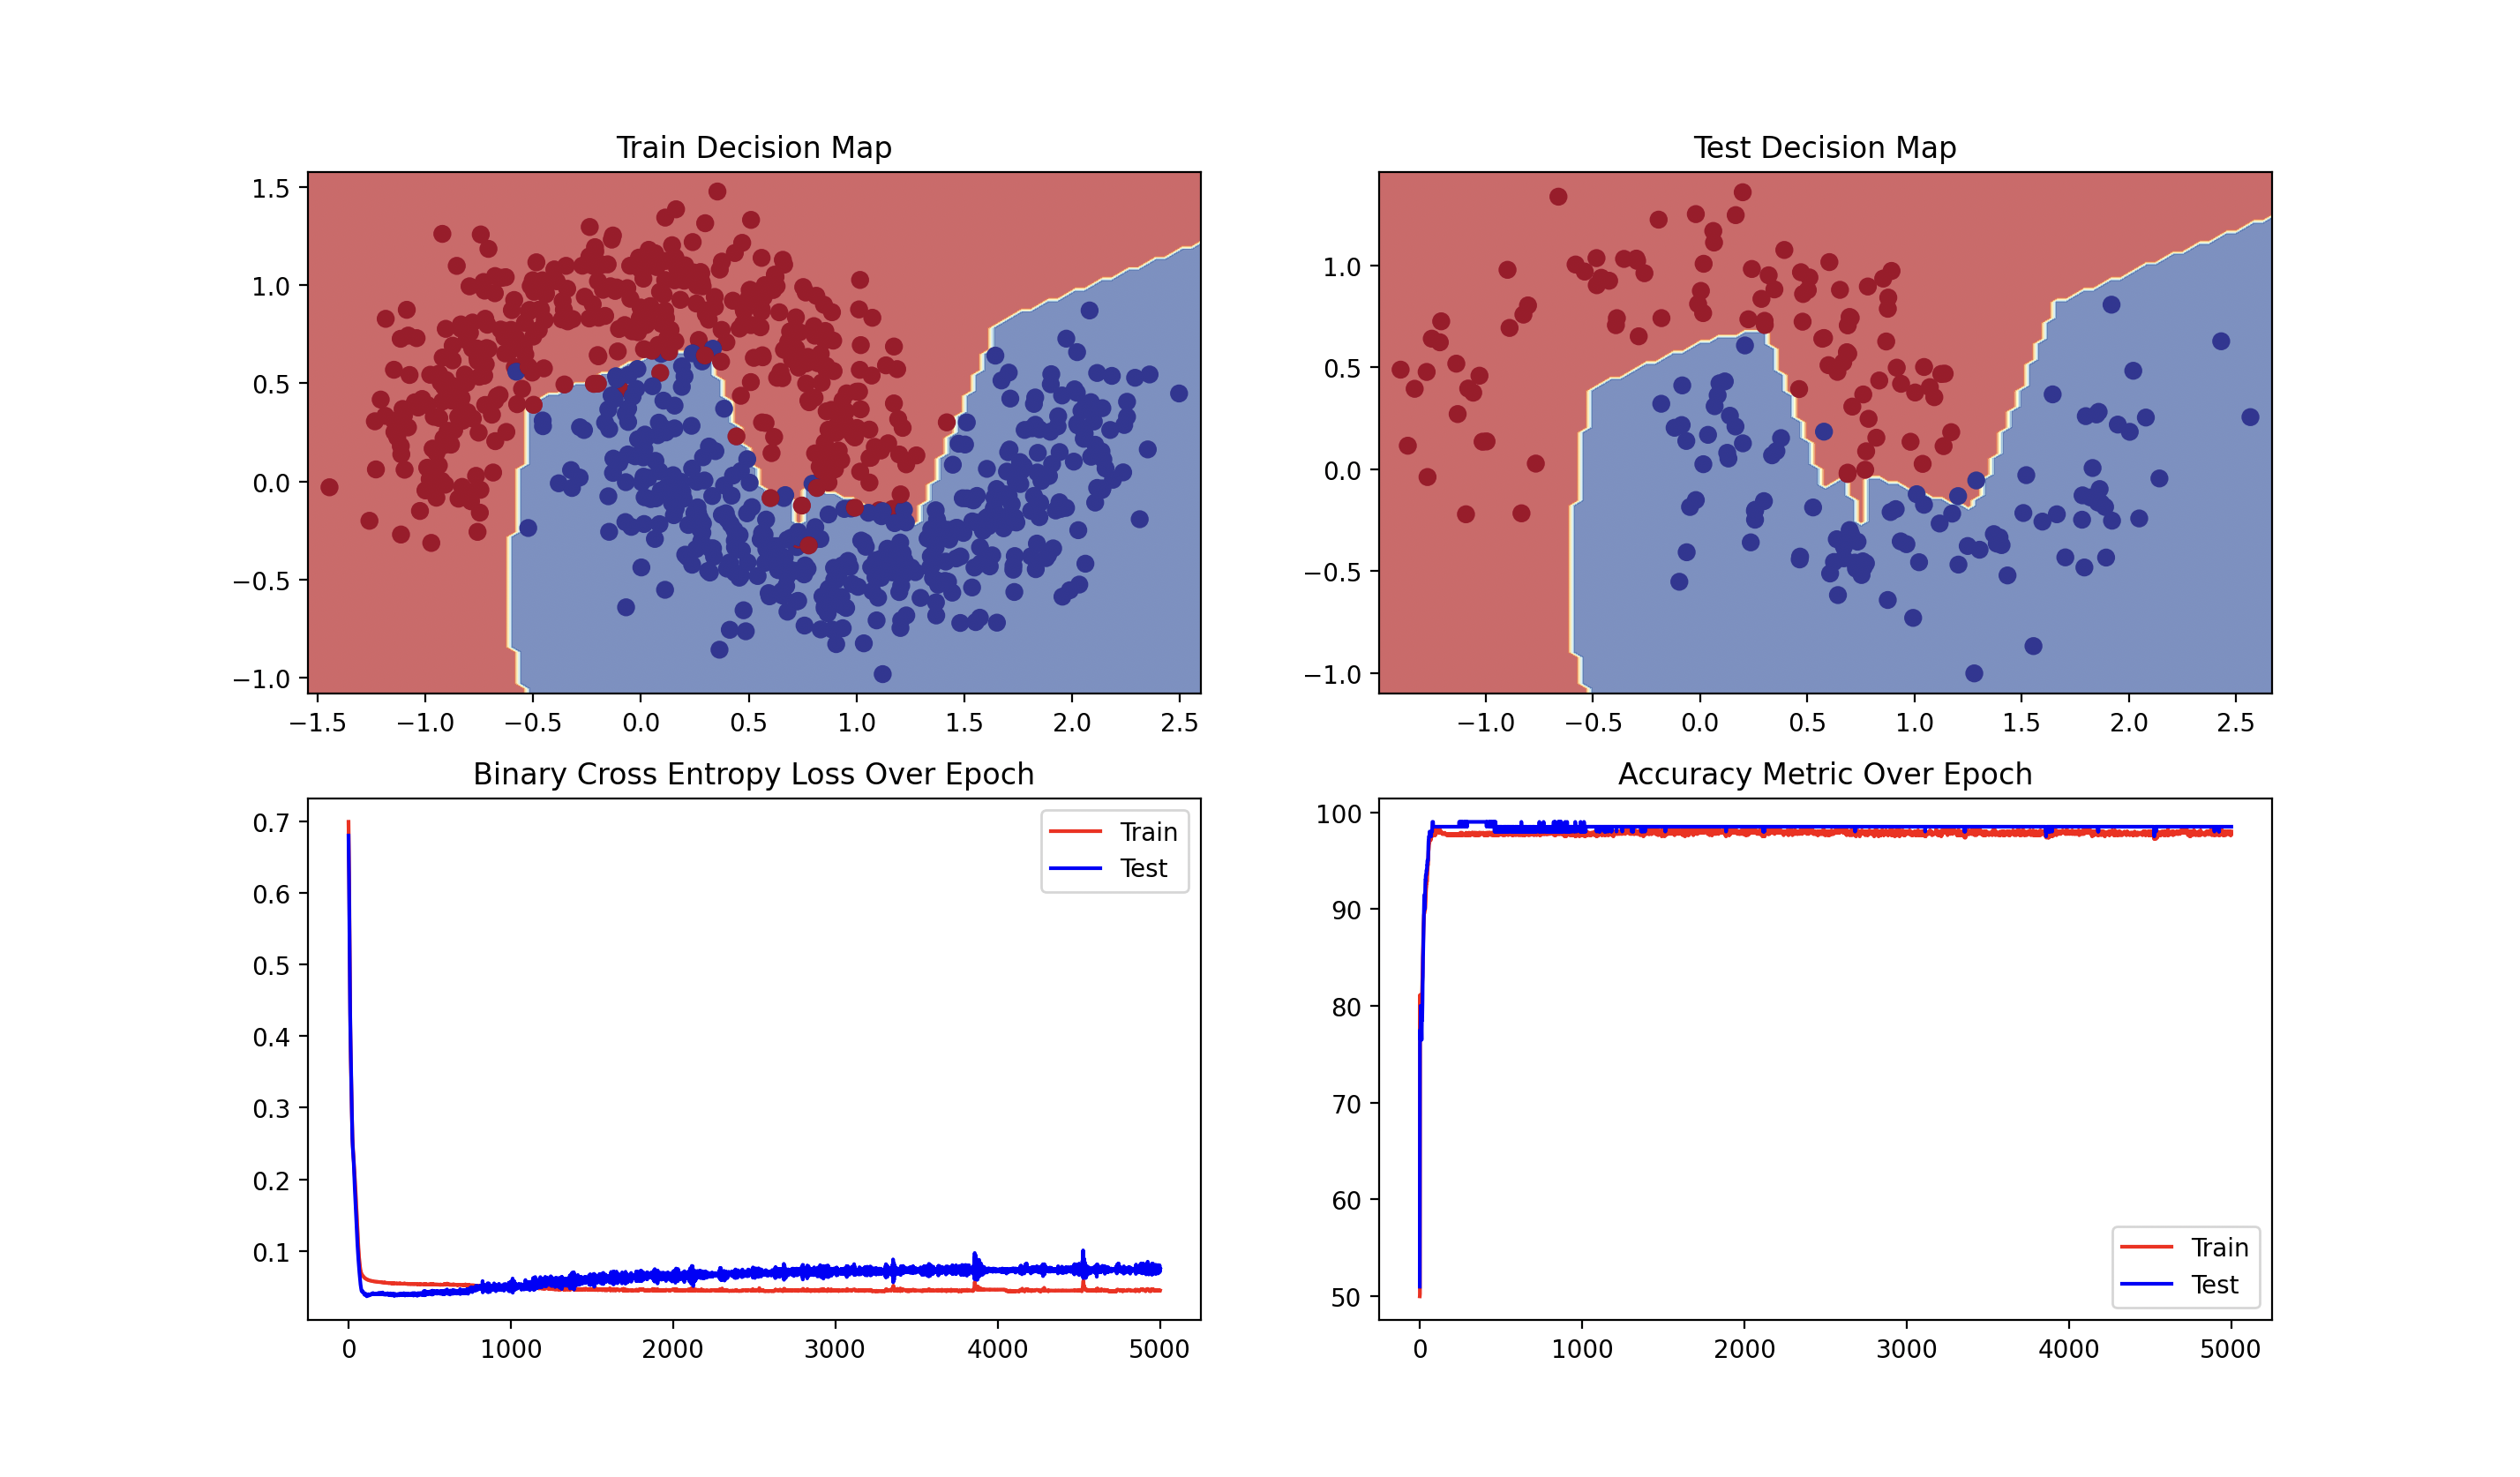 Train Decision Map
1.5
1.0
0.5
0.0
−0.5
−1.0
−1.5 −1.0 −0.5 0.0 0.5 1.0 1.5 2.0 2.5
Test Decision Map
1.0
0.5
0.0
−0.5
−1.0
−1.0 −0.5 0.0 0.5 1.0 1.5 2.0 2.5
Binary Cross Entropy Loss Over Epoch
0.7
0.6
0.5
0.4
0.3
0.2
0.1
Train
Test
0 1000 2000 3000 4000 5000
Accuracy Metric Over Epoch
100
90
80
70
60
50
Train
Test
0 1000 2000 3000 4000 5000